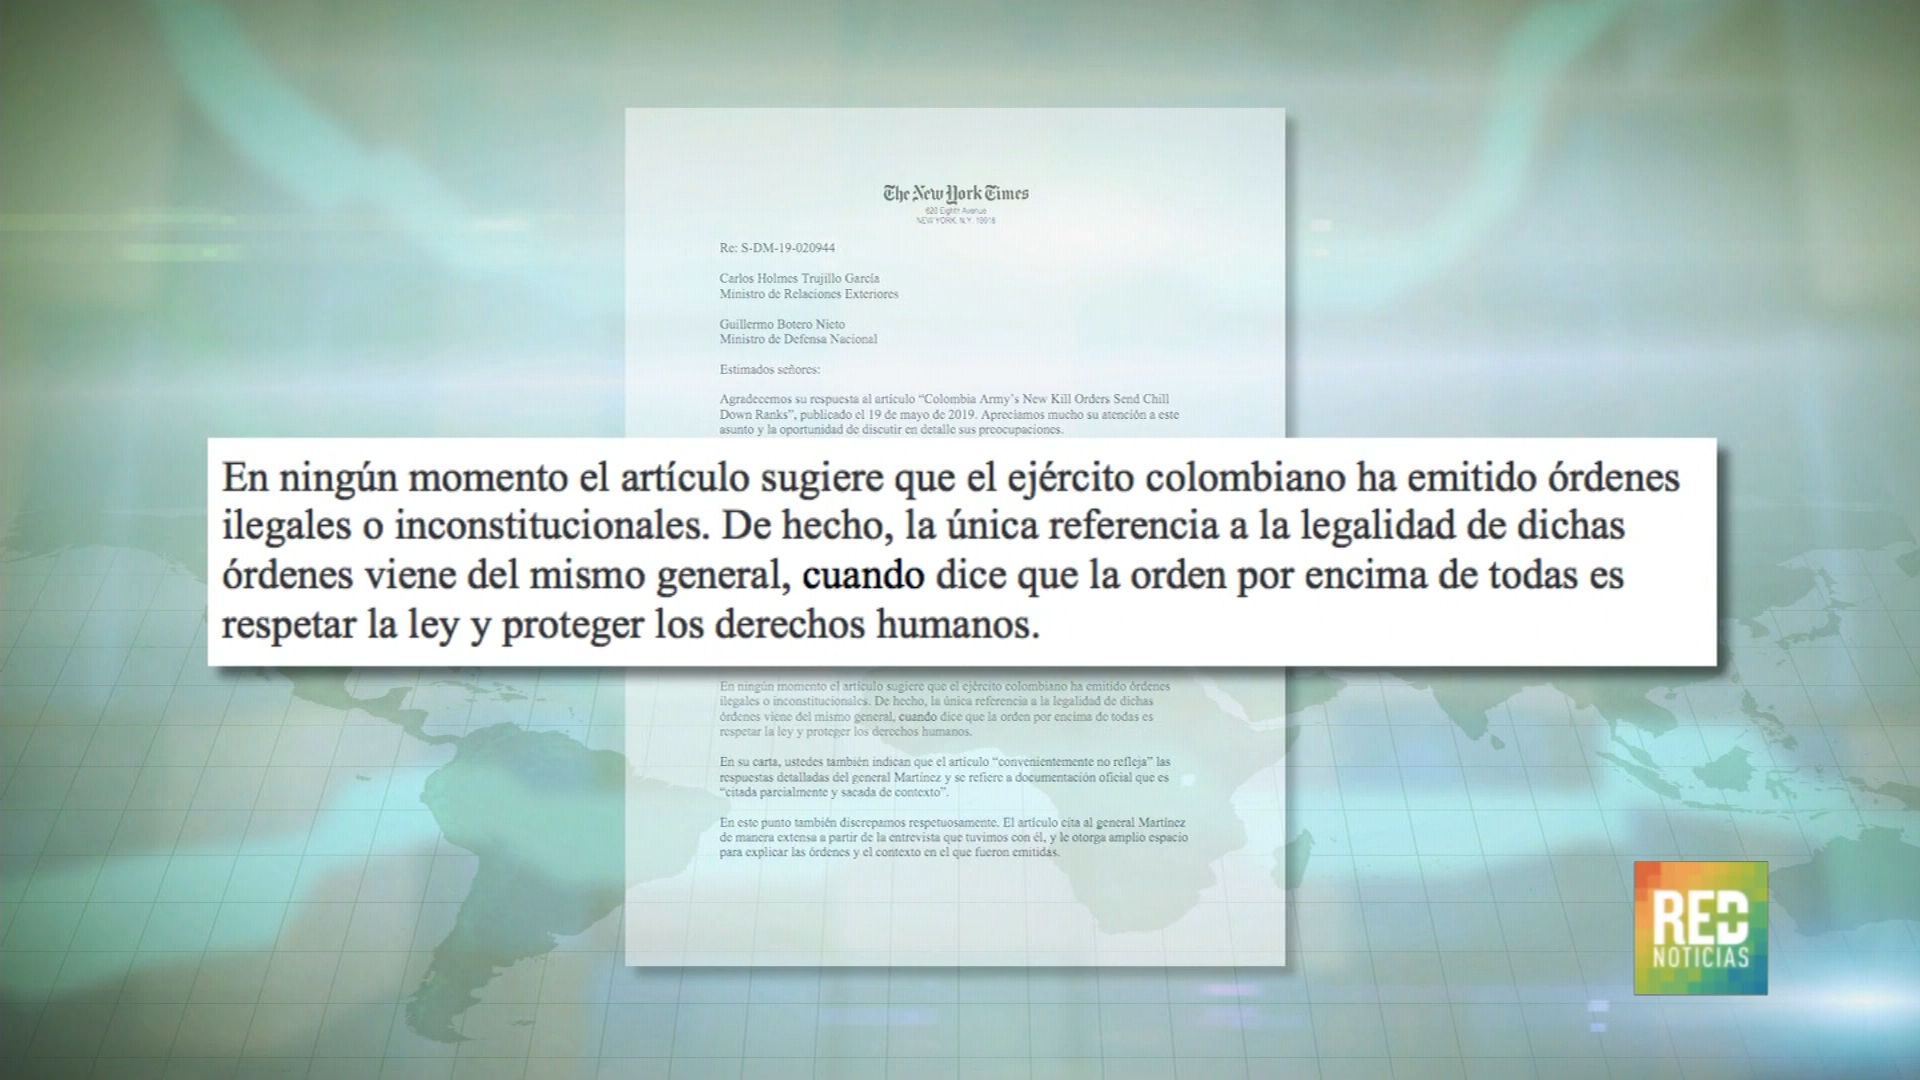 The New York Times
620 Eighth Avenue
NEW YORK, N.Y. 10018
Re: S-DM-19-020944
Carlos Holmes Trujillo García
Ministro de Relaciones Exteriores
Guillermo Botero Nieto
Ministro de Defensa Nacional
Estimados señores:
Agradecemos su respuesta al artículo “Colombia Army’s New Kill Orders Send Chill
Down Ranks”, publicado el 19 de mayo de 2019. Apreciamos mucho su atención a este
asunto y la oportunidad de discutir en detalle sus preocupaciones.
En ningún momento el artículo sugiere que el ejército colombiano ha emitido órdenes
ilegales o inconstitucionales. De hecho, la única referencia a la legalidad de dichas
órdenes viene del mismo general, cuando dice que la orden por encima de todas es
respetar la ley y proteger los derechos humanos.
En ningún momento el artículo sugiere que el ejército colombiano ha emitido órdenes
ilegales o inconstitucionales. De hecho, la única referencia a la legalidad de dichas
órdenes viene del mismo general, cuando dice que la orden por encima de todas es
respetar la ley y proteger los derechos humanos.
En su carta, ustedes también indican que el artículo “convenientemente no refleja” las
respuestas detalladas del general Martínez y se refiere a documentación oficial que es
“citada parcialmente y sacada de contexto”.
En este punto también discrepamos respetuosamente. El artículo cita al general Martínez
de manera extensa a partir de la entrevista que tuvimos con él, y le otorga amplio espacio
para explicar las órdenes y el contexto en el que fueron emitidas.
RED
NOTICIAS